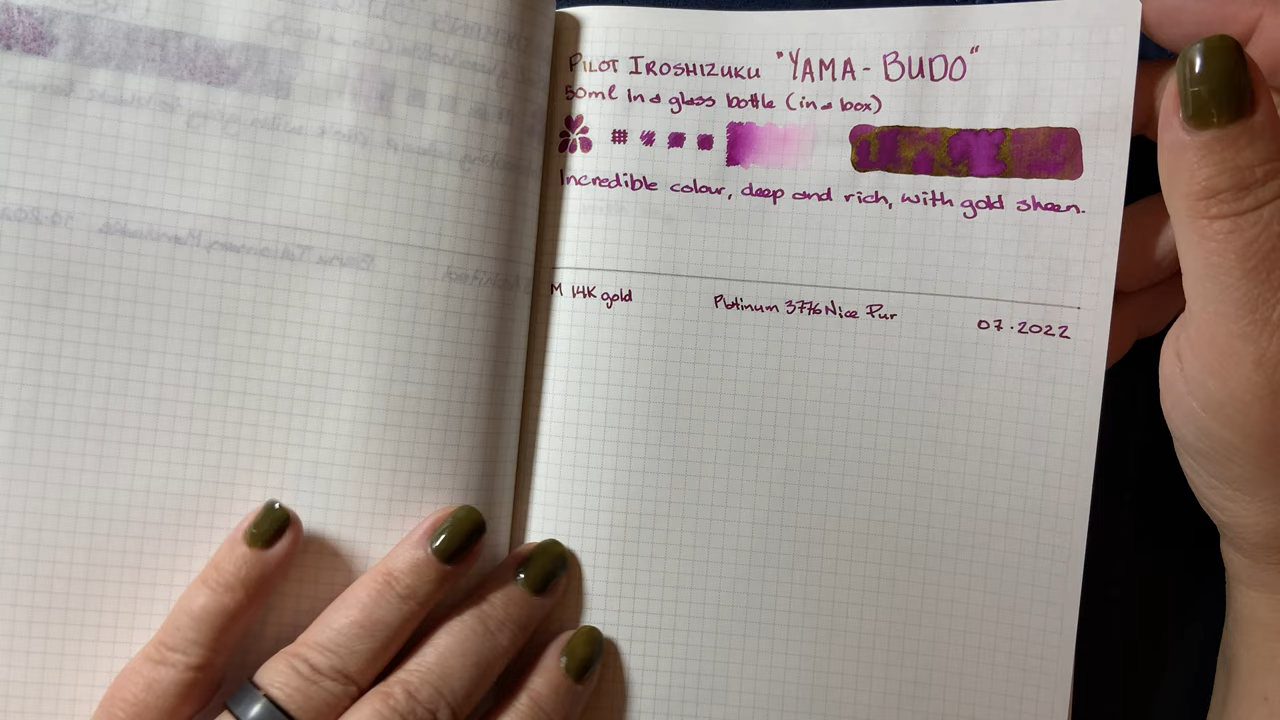 PILOT IROSHIZUKU "YAMA-BUDO"
50ml in a glass bottle (in a box)
Incredible colour, deep and rich, with gold sheen.
M 14K gold Platinum 3776 Nice Pur 07.2022